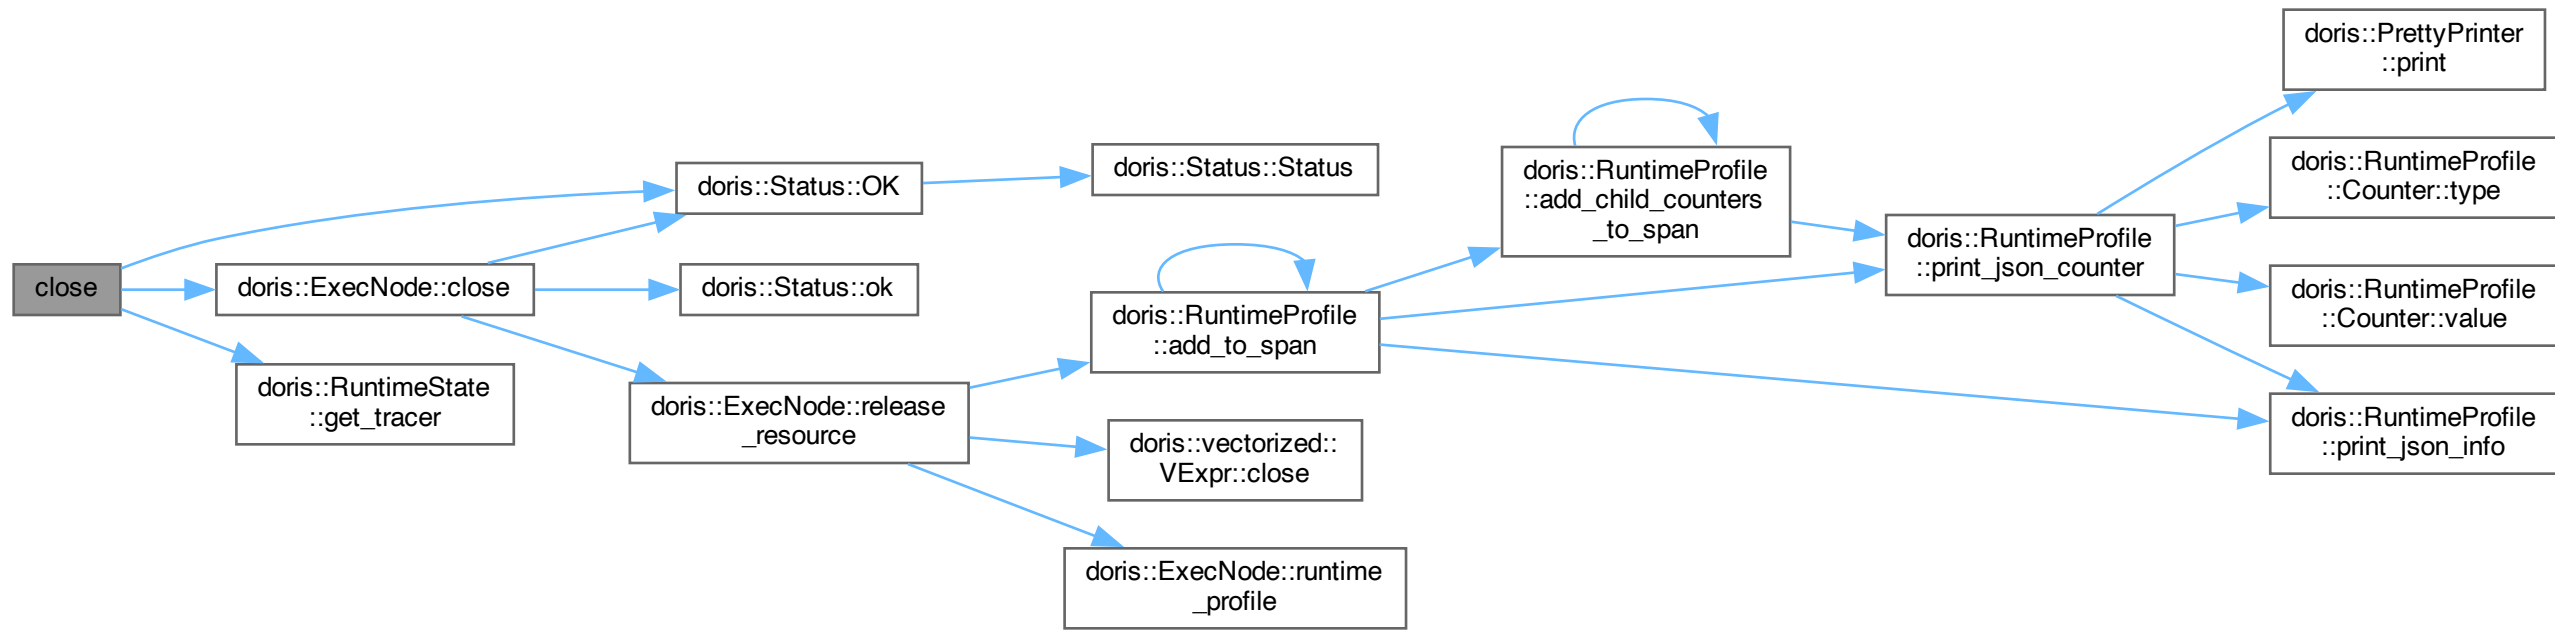 close
doris::ExecNode::close
doris::RuntimeState
::get_tracer
doris::Status::OK
doris::Status::ok
doris::ExecNode::release
_resource
doris::Status::Status
doris::RuntimeProfile
::add_to_span
doris::vectorized::
VExpr::close
doris::ExecNode::runtime
_profile
doris::RuntimeProfile
::add_child_counters
_to_span
doris::RuntimeProfile
::print_json_counter
doris::PrettyPrinter
::print
doris::RuntimeProfile
::Counter::type
doris::RuntimeProfile
::Counter::value
doris::RuntimeProfile
::print_json_info